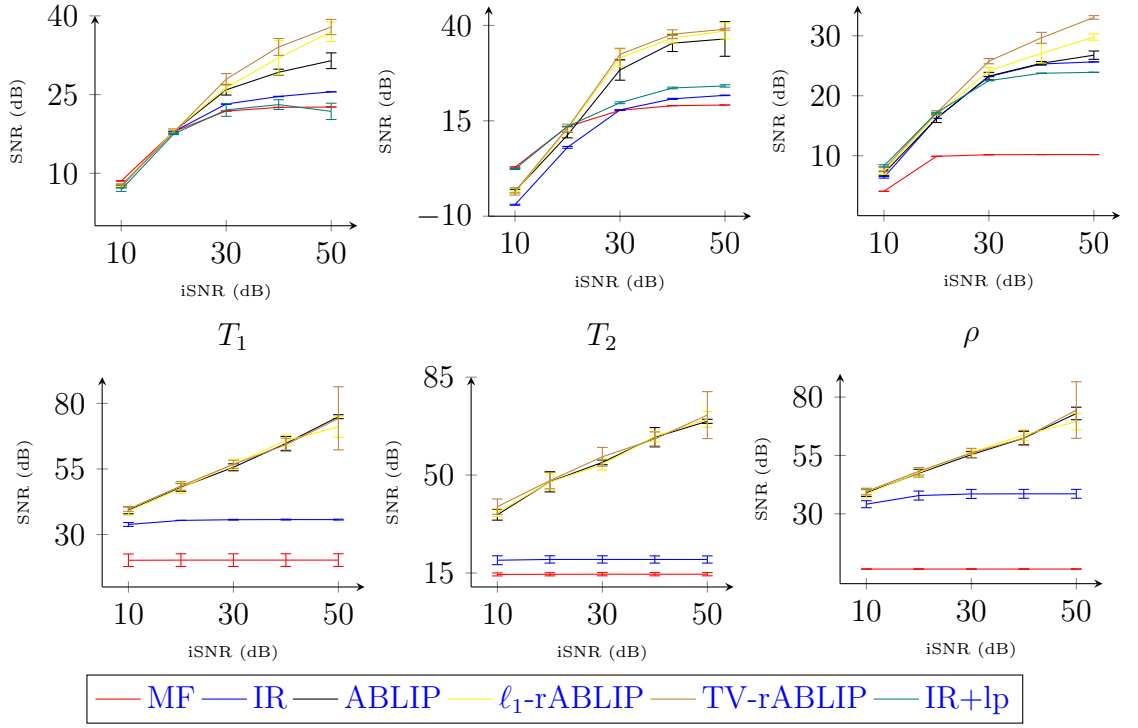 40
25
10
SNR (dB)
10 30 50
iSNR (dB)
40
15
−10
SNR (dB)
10 30 50
iSNR (dB)
30
20
10
SNR (dB)
10 30 50
iSNR (dB)
T₁ T₂ ρ
80
55
30
SNR (dB)
10 30 50
iSNR (dB)
85
50
15
SNR (dB)
10 30 50
iSNR (dB)
80
55
30
SNR (dB)
10 30 50
iSNR (dB)
MF IR ABLIP ℓ₁-rABLIP TV-rABLIP IR+lp